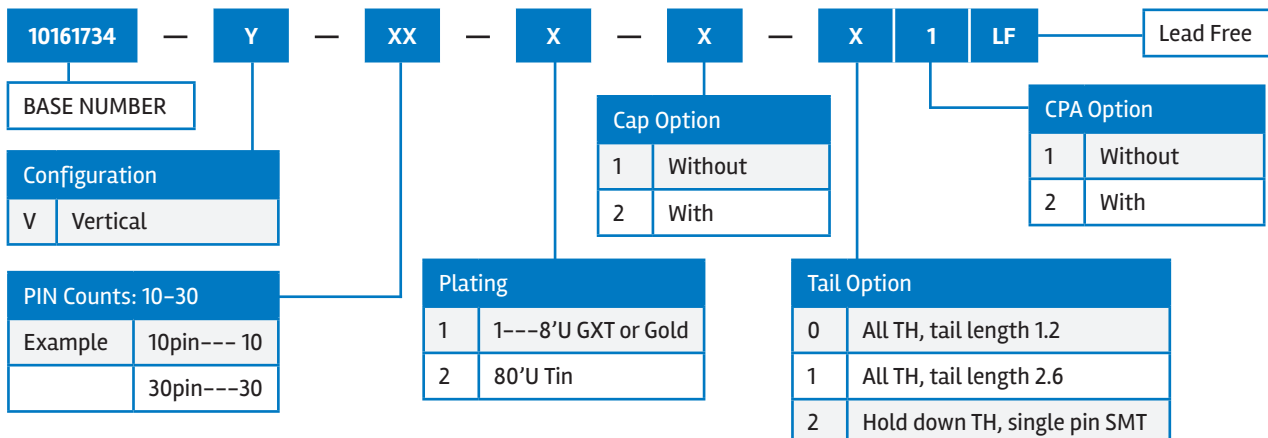 10161734 — Y — XX — X — X — X 1 LF Lead Free
BASE NUMBER
Configuration
V Vertical
PIN Counts: 10-30
Example 10pin--- 10
30pin---30
Plating
1 1---8’U GXT or Gold
2 80’U Tin
Cap Option
1 Without
2 With
Tail Option
0 All TH, tail length 1.2
1 All TH, tail length 2.6
2 Hold down TH, single pin SMT
CPA Option
1 Without
2 With